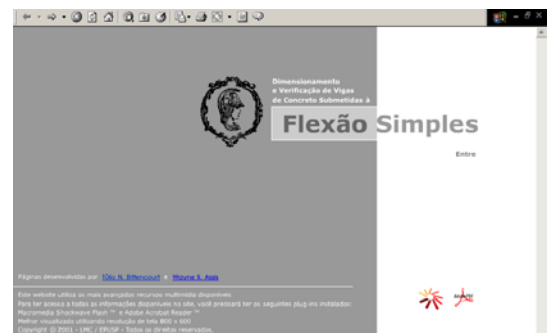 Dimensionamento
e Verificação de Vigas
de Concreto Submetidas à
Flexão Simples
Entre
Páginas desenvolvidas por Túlio N. Bittencourt e Wayne S. Assis
Este website utiliza os mais avançados recursos multimídia disponíveis
Para ter acesso a todas as informações disponíveis no site, você precisará ter os seguintes plug-ins instalados:
Macromedia Shockwave Flash ™ e Adobe Acrobat Reader ™
Melhor visualizado utilizando resolução de tela 800 x 600
Copyright © 2001 - LMC / EPUSP - Todos os direitos reservados.